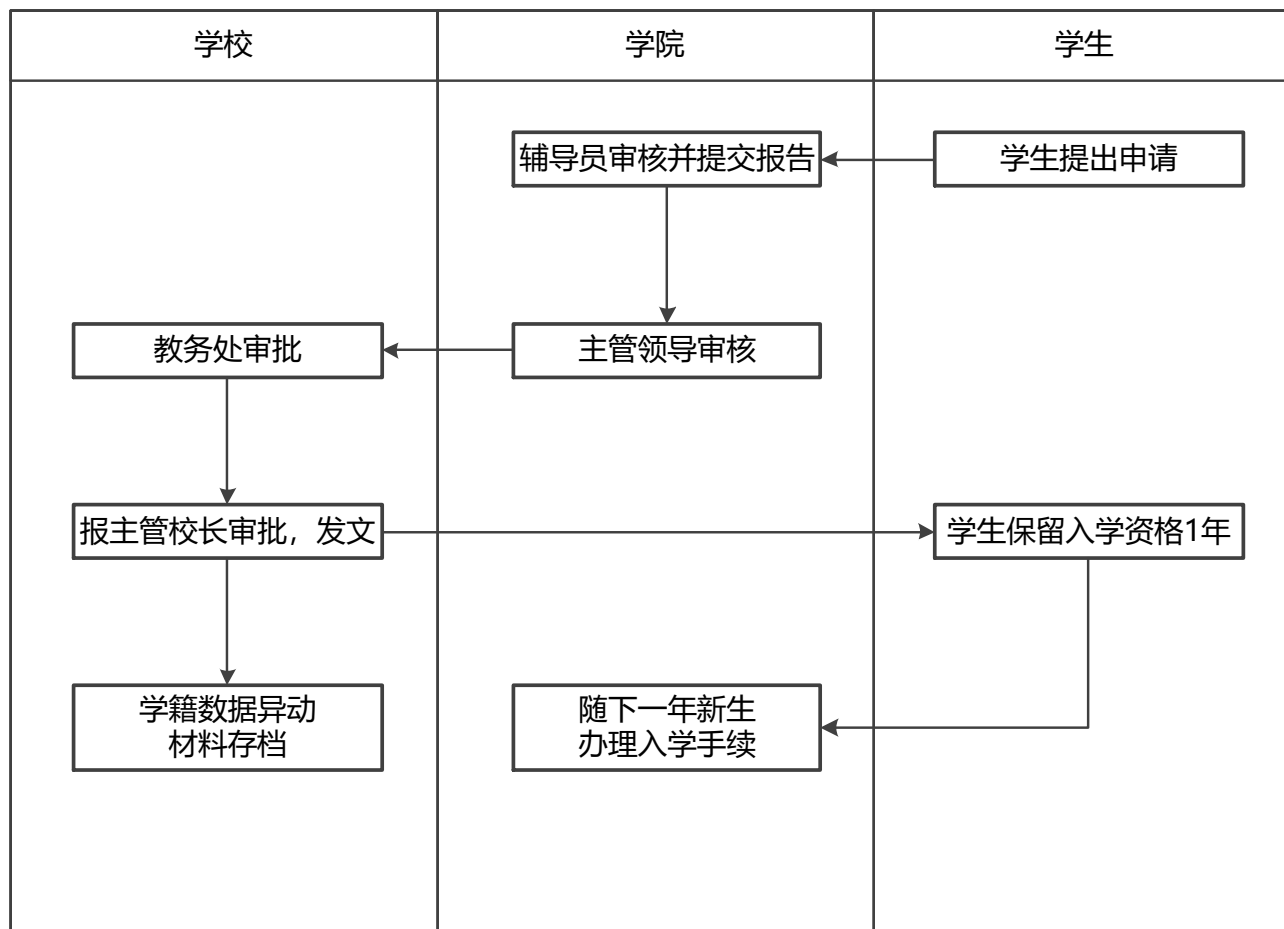 学校
学院
学生
辅导员审核并提交报告
学生提出申请
教务处审批
主管领导审核
报主管校长审批，发文
学生保留入学资格1年
学籍数据异动
材料存档
随下一年新生
办理入学手续